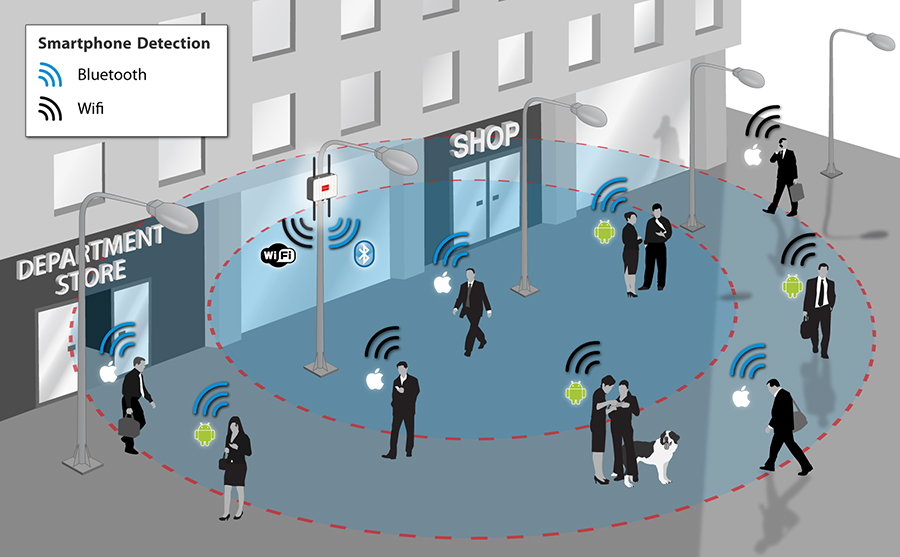 Smartphone Detection
Bluetooth
Wifi
SHOP
DEPARTMENT
STORE
WiFi